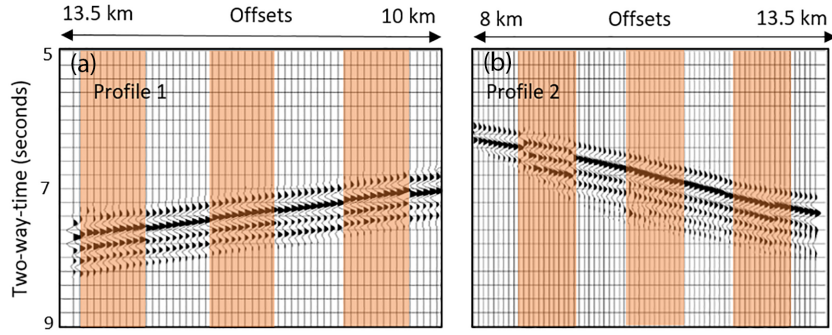 13.5 km Offsets 10 km
8 km Offsets 13.5 km
5
(a)
Profile 1
(b)
Profile 2
Two-way-time (seconds)
7
9